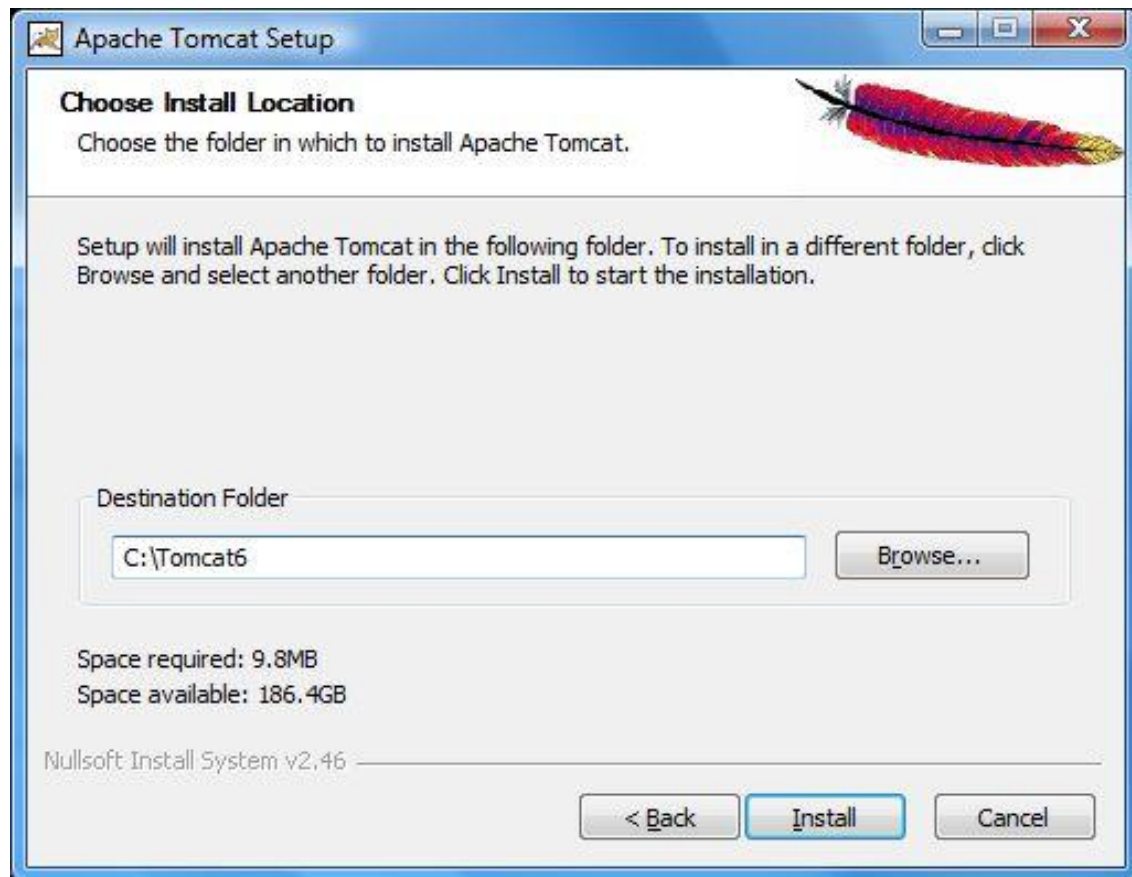 Apache Tomcat Setup
Choose Install Location
Choose the folder in which to install Apache Tomcat.
Setup will install Apache Tomcat in the following folder. To install in a different folder, click
Browse and select another folder. Click Install to start the installation.
Destination Folder
C:\Tomcat6
Browse...
Space required: 9.8MB
Space available: 186.4GB
Nullsoft Install System v2.46
< Back
Install
Cancel